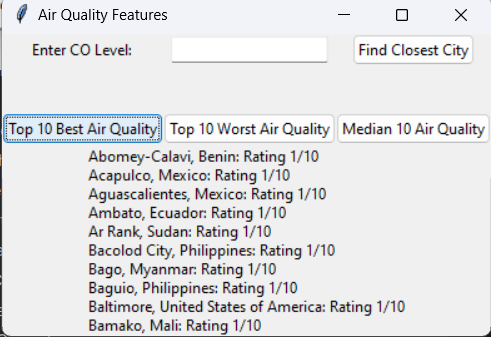 Air Quality Features
Enter CO Level:
Find Closest City
Top 10 Best Air Quality
Top 10 Worst Air Quality
Median 10 Air Quality
Abomey-Calavi, Benin: Rating 1/10
Acapulco, Mexico: Rating 1/10
Aguascalientes, Mexico: Rating 1/10
Ambato, Ecuador: Rating 1/10
Ar Rank, Sudan: Rating 1/10
Bacolod City, Philippines: Rating 1/10
Bago, Myanmar: Rating 1/10
Baguio, Philippines: Rating 1/10
Baltimore, United States of America: Rating 1/10
Bamako, Mali: Rating 1/10